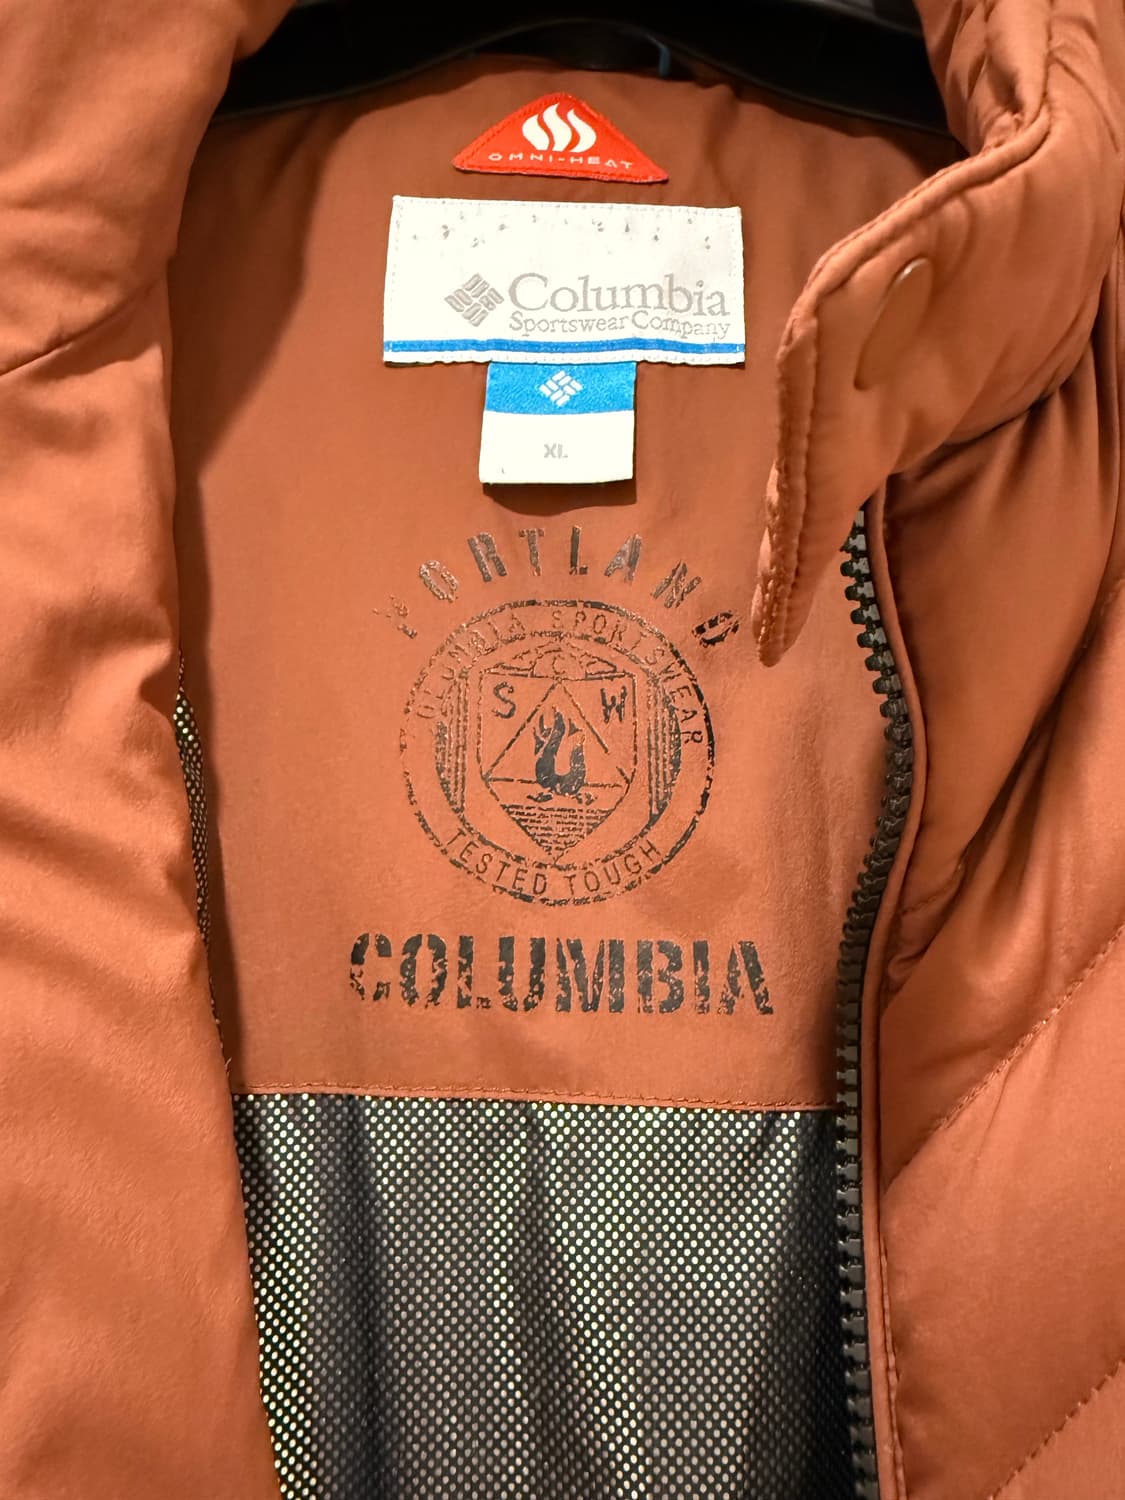 OMNI-HEAT
Columbia
Sportswear Company
XL
PORTLAND
COLUMBIA SPORTSWEAR
C
S W
TESTED TOUGH
COLUMBIA